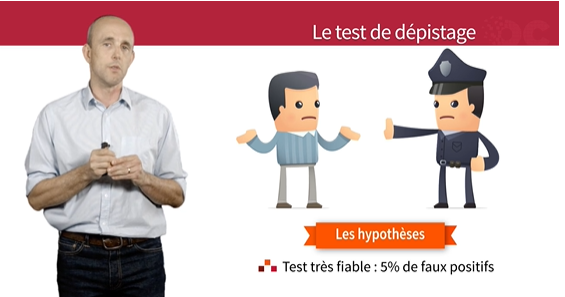 Le test de dépistage
Les hypothèses
Test très fiable : 5% de faux positifs